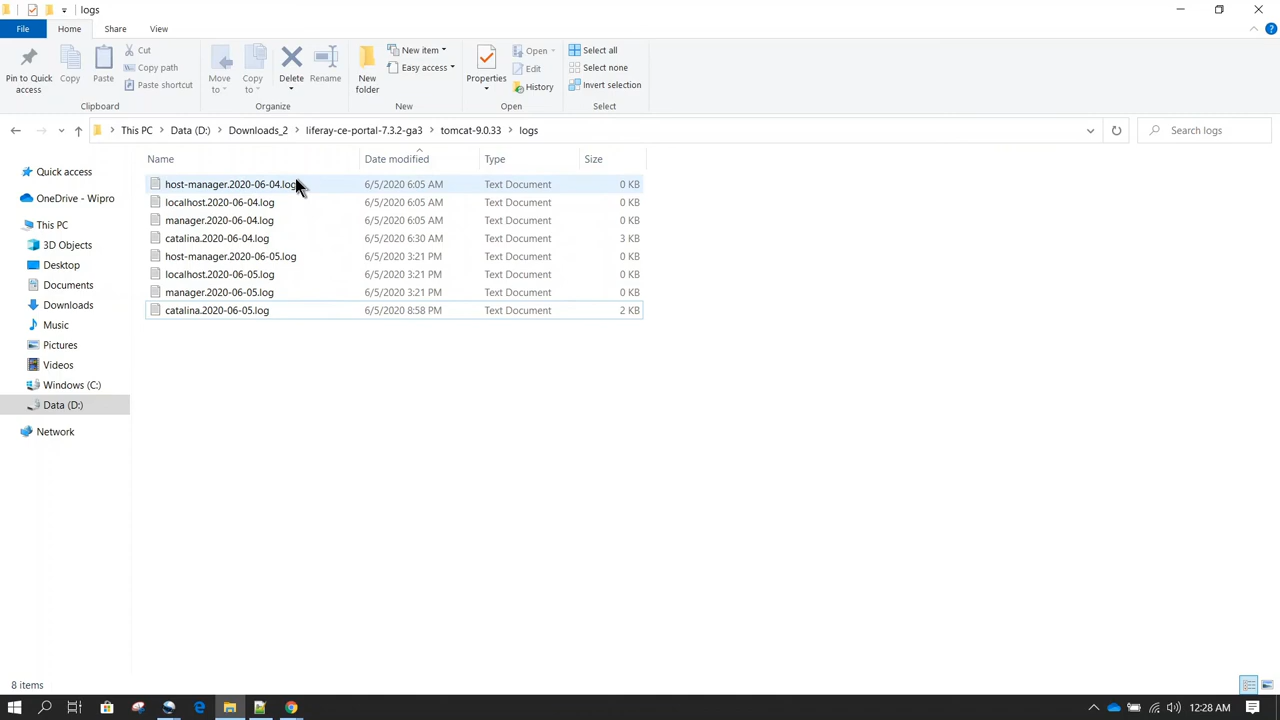 logs
File Home Share View
Pin to Quick access
Copy
Paste
Cut
Copy path
Paste shortcut
Clipboard
Move to
Copy to
Delete
Rename
Organize
New folder
New item
Easy access
New
Properties
Open
Edit
History
Open
Select all
Select none
Invert selection
Select
This PC > Data (D:) > Downloads_2 > liferay-ce-portal-7.3.2-ga3 > tomcat-9.0.33 > logs
Search logs
Name Date modified Type Size
host-manager.2020-06-04.log 6/5/2020 6:05 AM Text Document 0 KB
localhost.2020-06-04.log 6/5/2020 6:05 AM Text Document 0 KB
manager.2020-06-04.log 6/5/2020 6:05 AM Text Document 0 KB
catalina.2020-06-04.log 6/5/2020 6:30 AM Text Document 3 KB
host-manager.2020-06-05.log 6/5/2020 3:21 PM Text Document 0 KB
localhost.2020-06-05.log 6/5/2020 3:21 PM Text Document 0 KB
manager.2020-06-05.log 6/5/2020 3:21 PM Text Document 0 KB
catalina.2020-06-05.log 6/5/2020 8:58 PM Text Document 2 KB
Quick access
OneDrive - Wipro
This PC
3D Objects
Desktop
Documents
Downloads
Music
Pictures
Videos
Windows (C:)
Data (D:)
Network
8 items
12:28 AM